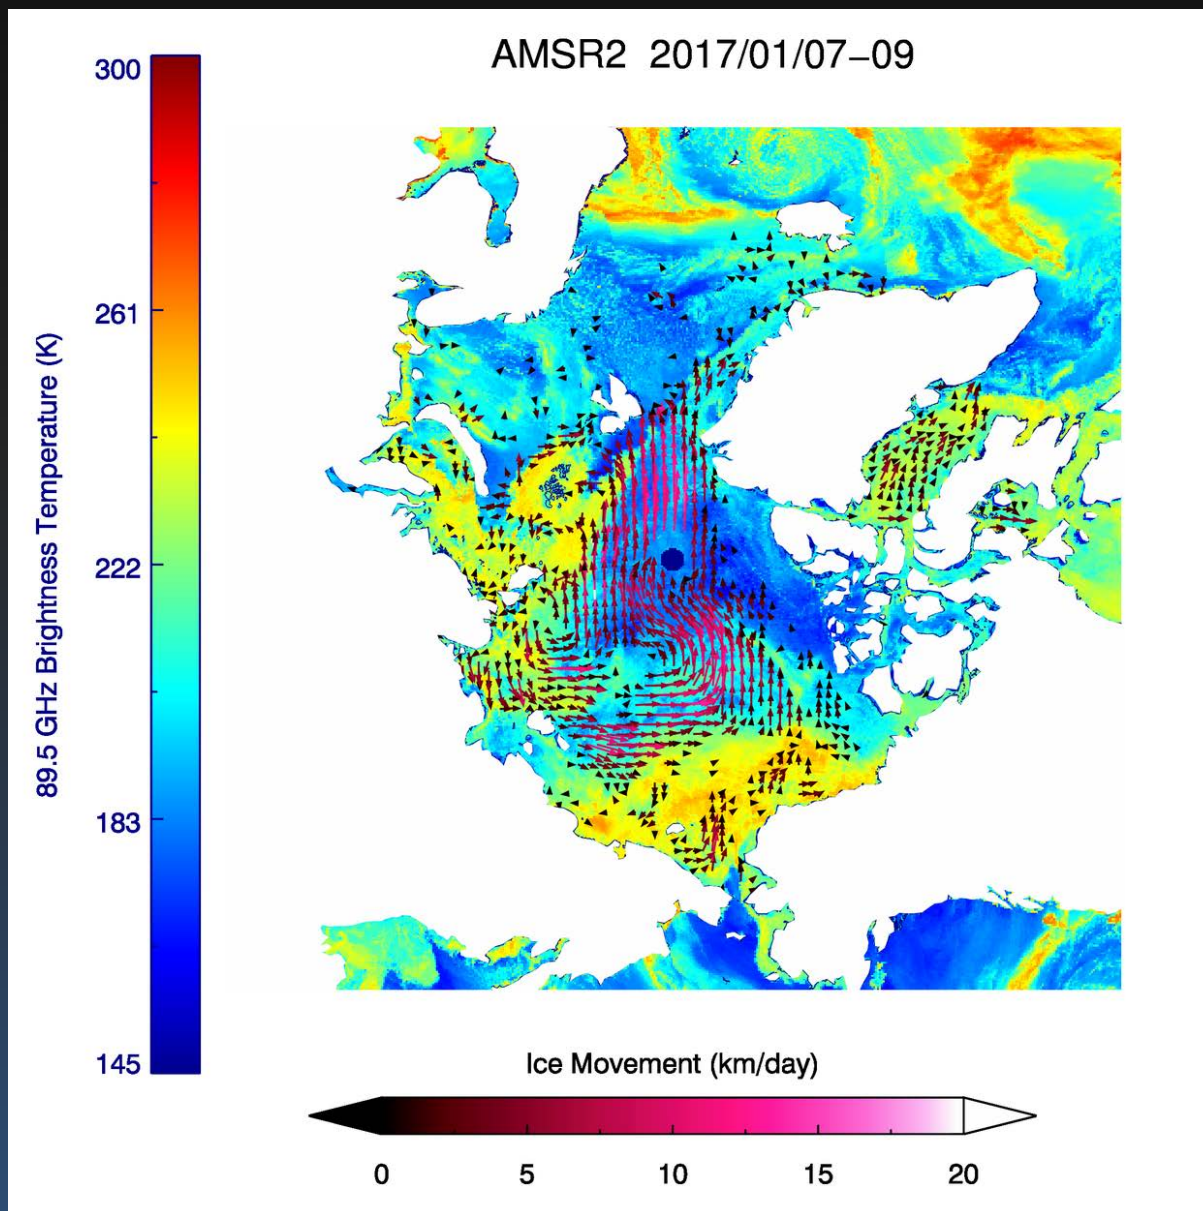 AMSR2 2017/01/07–09
300
261
222
183
145
89.5 GHz Brightness Temperature (K)
Ice Movement (km/day)
0 5 10 15 20